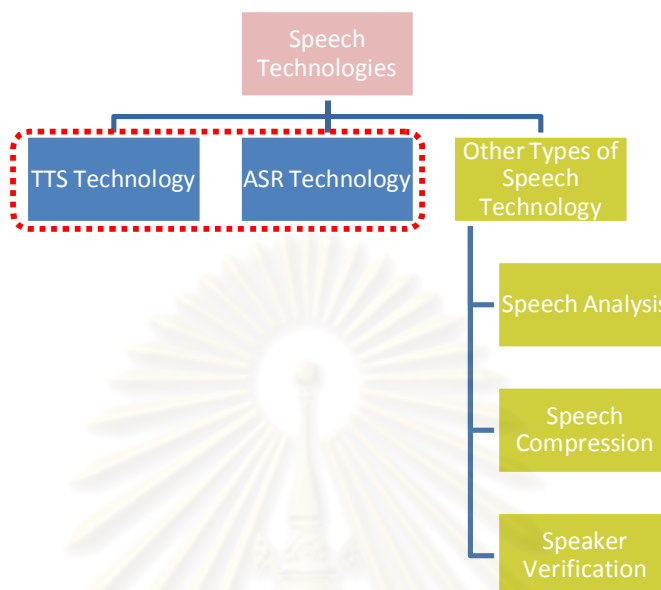 Speech
Technologies
TTS Technology
ASR Technology
Other Types of
Speech
Technology
Speech Analysis
Speech
Compression
Speaker
Verification